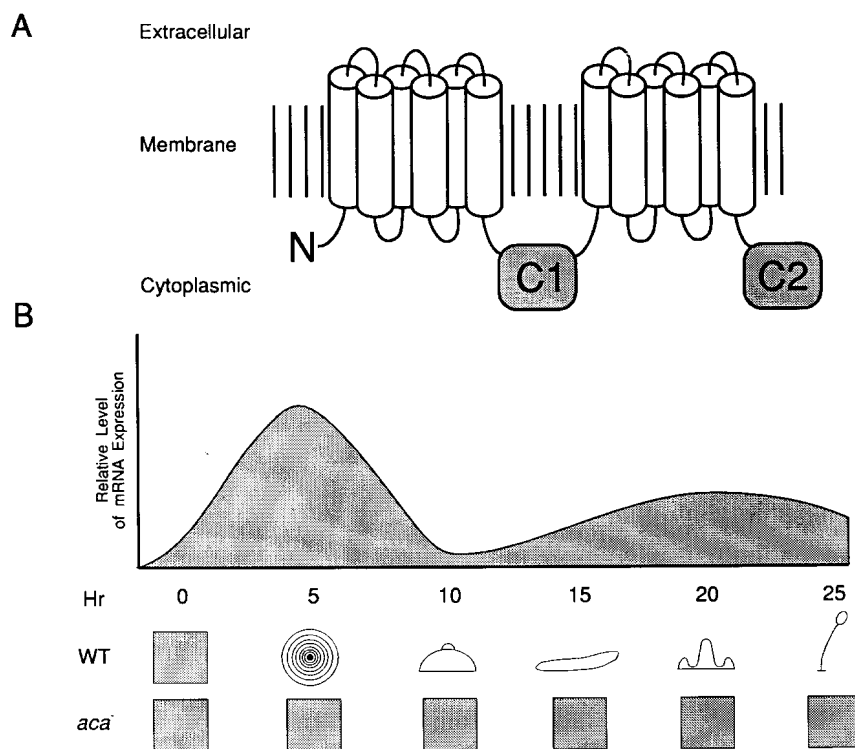 A
Extracellular
Membrane
N
C1
C2
Cytoplasmic
B
Relative Level
of mRNA Expression
Hr 0 5 10 15 20 25
WT
aca-